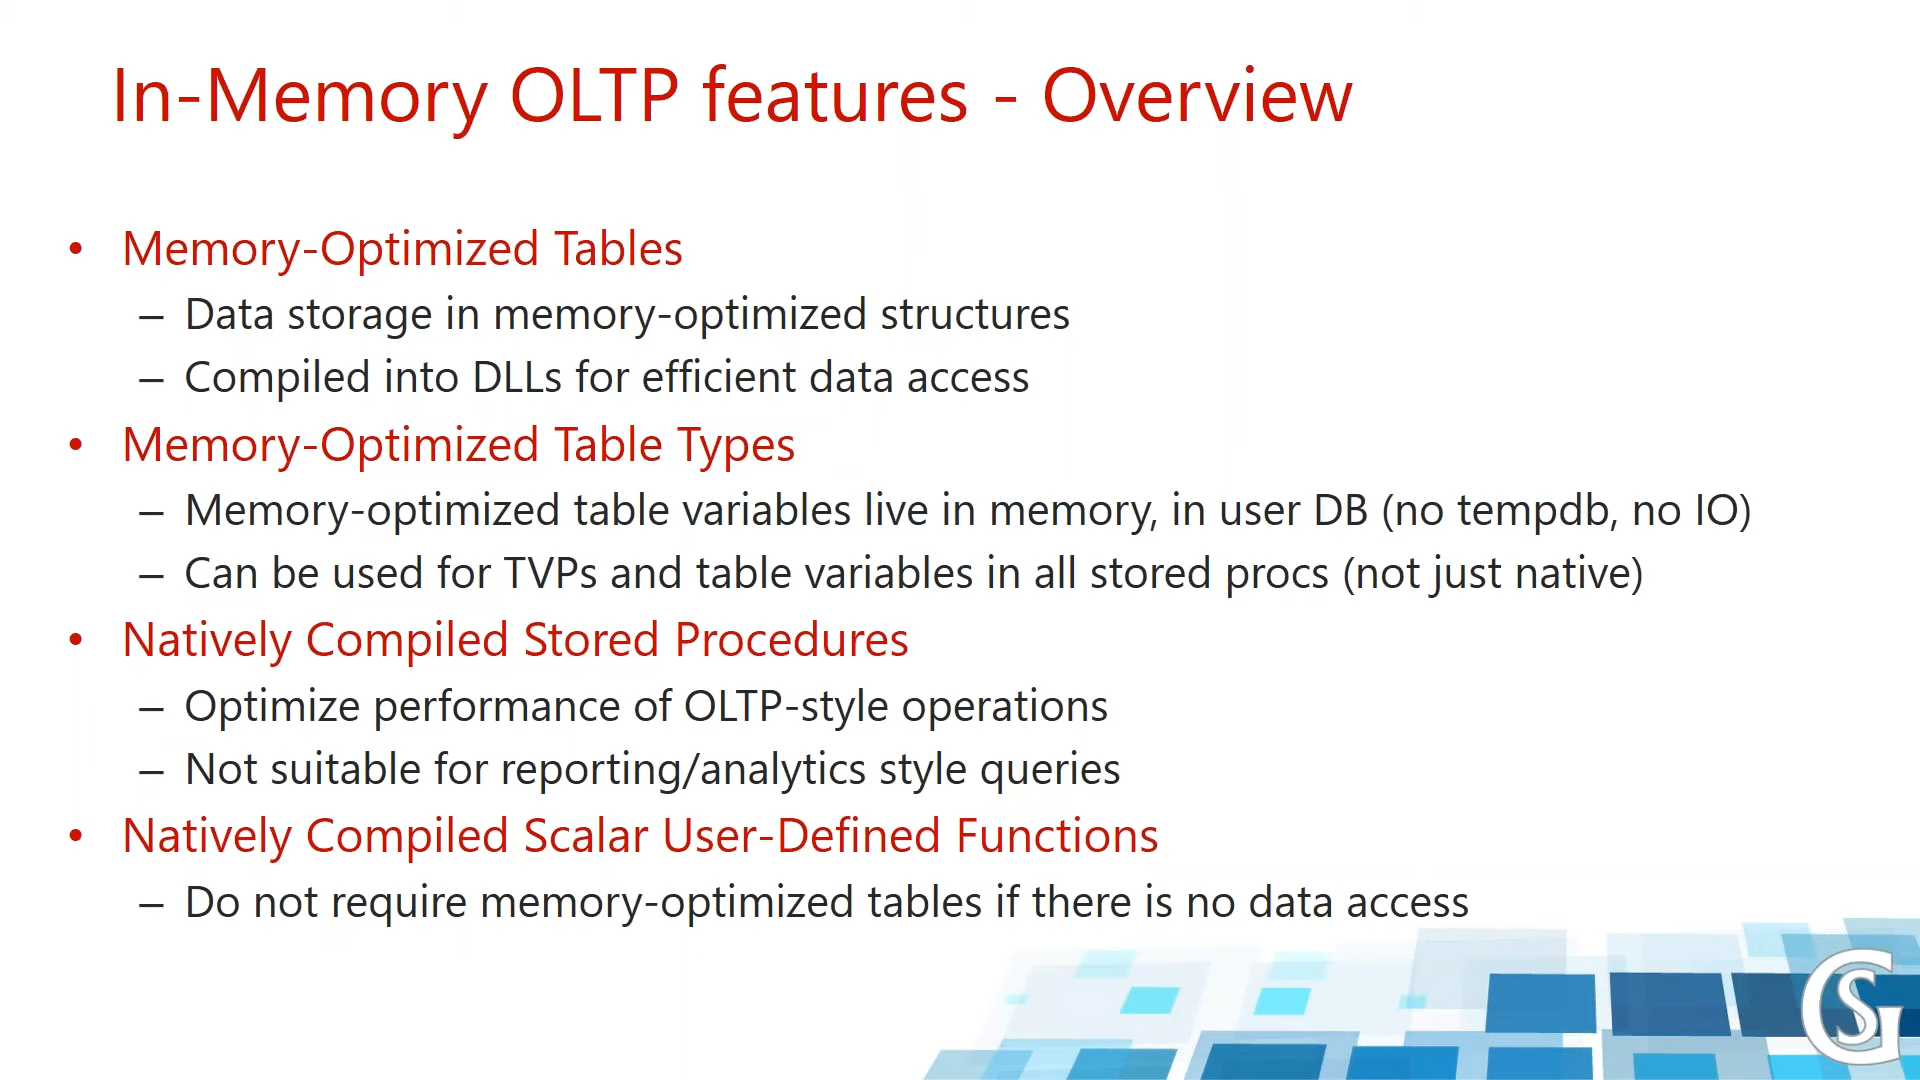 In-Memory OLTP features - Overview
• Memory-Optimized Tables
– Data storage in memory-optimized structures
– Compiled into DLLs for efficient data access
• Memory-Optimized Table Types
– Memory-optimized table variables live in memory, in user DB (no tempdb, no IO)
– Can be used for TVPs and table variables in all stored procs (not just native)
• Natively Compiled Stored Procedures
– Optimize performance of OLTP-style operations
– Not suitable for reporting/analytics style queries
• Natively Compiled Scalar User-Defined Functions
– Do not require memory-optimized tables if there is no data access
GS